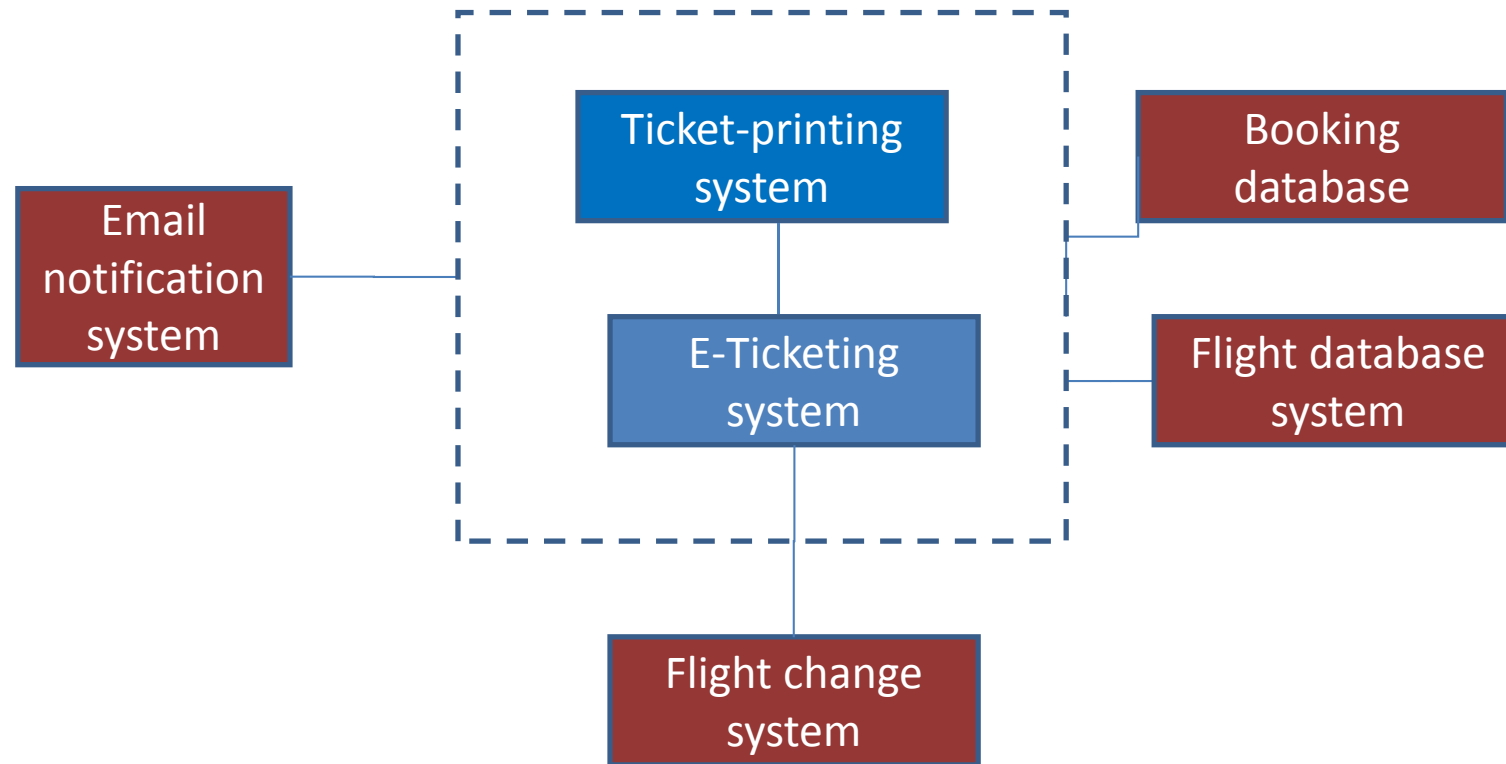 Ticket-printing
system
Booking
database
Email
notification
system
E-Ticketing
system
Flight database
system
Flight change
system